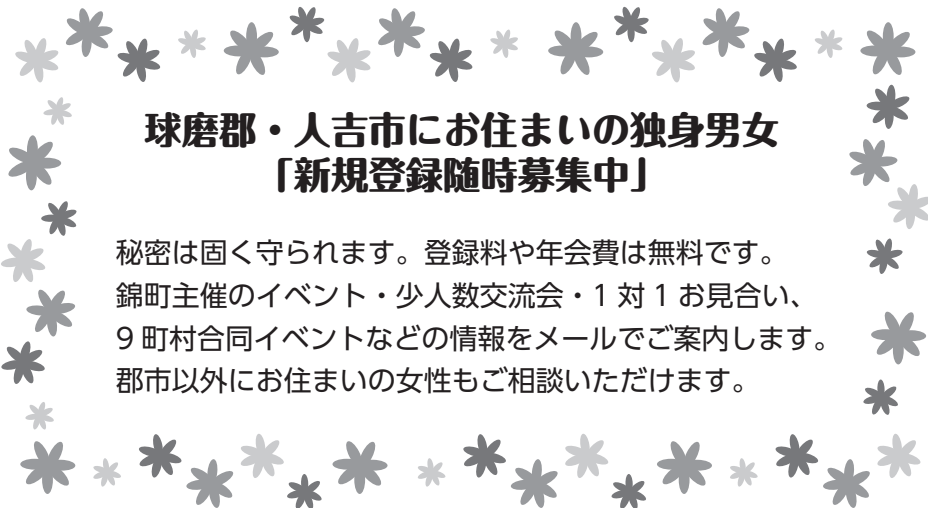 球磨郡・人吉市にお住まいの独身男女
「新規登録随時募集中」
秘密は固く守られます。登録料や年会費は無料です。
錦町主催のイベント・少人数交流会・1 対 1 お見合い、
9 町村合同イベントなどの情報をメールでご案内します。
郡市以外にお住まいの女性もご相談いただけます。